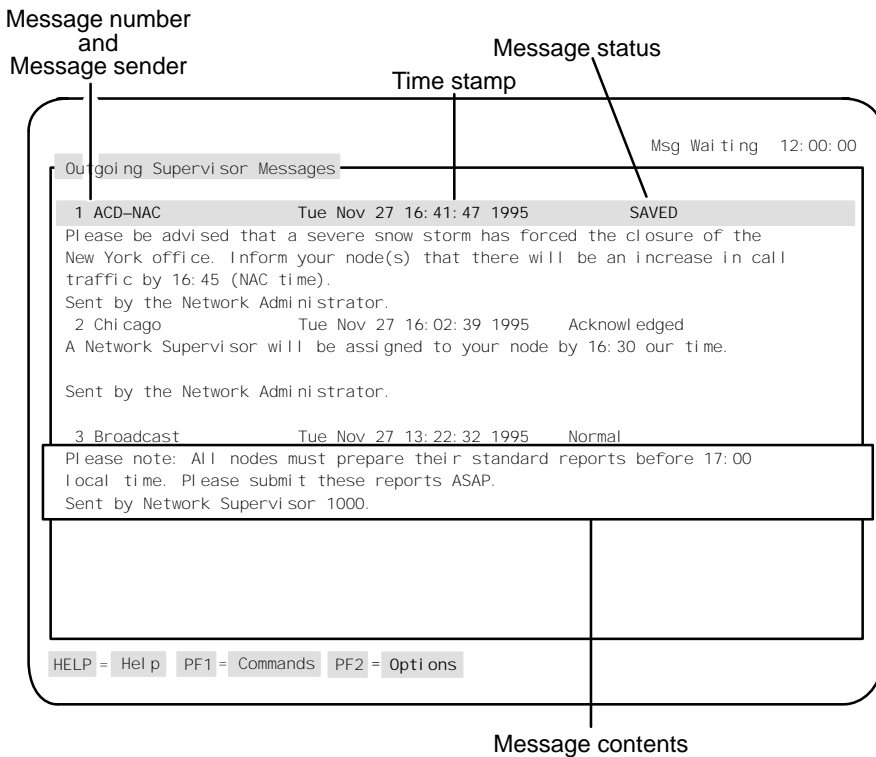 Message number
and
Message sender
Message status
Time stamp
Msg Waiting 12:00:00
Outgoing Supervisor Messages
1 ACD–NAC Tue Nov 27 16:41:47 1995 SAVED
Please be advised that a severe snow storm has forced the closure of the
New York office. Inform your node(s) that there will be an increase in call
traffic by 16:45 (NAC time).
Sent by the Network Administrator.
2 Chicago Tue Nov 27 16:02:39 1995 Acknowledged
A Network Supervisor will be assigned to your node by 16:30 our time.
Sent by the Network Administrator.
3 Broadcast Tue Nov 27 13:22:32 1995 Normal
Please note: All nodes must prepare their standard reports before 17:00
local time. Please submit these reports ASAP.
Sent by Network Supervisor 1000.
HELP = Help PF1 = Commands PF2 = Options
Message contents